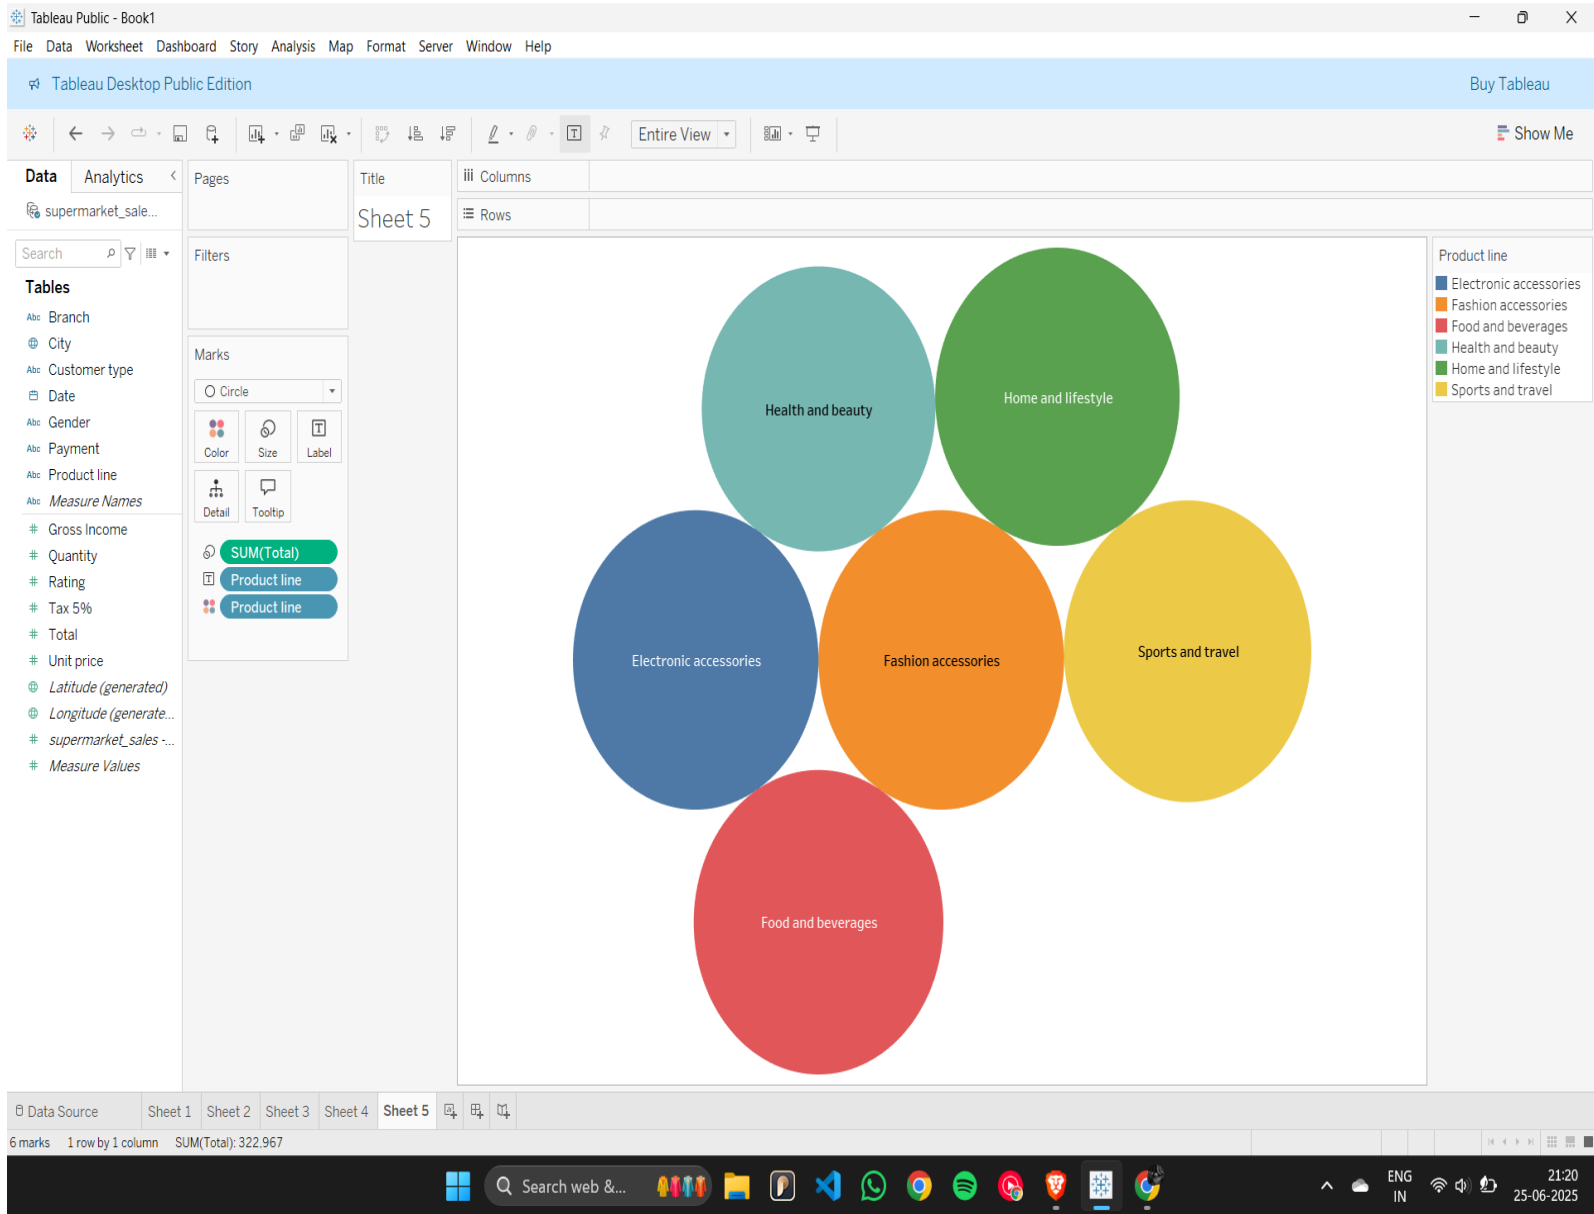 Tableau Public - Book1
File Data Worksheet Dashboard Story Analysis Map Format Server Window Help
Tableau Desktop Public Edition
Buy Tableau
Entire View
Show Me
Data Analytics
supermarket_sale...
Search
Tables
Abc Branch
City
Abc Customer type
Date
Abc Gender
Abc Payment
Abc Product line
Abc Measure Names
# Gross Income
# Quantity
# Rating
# Tax 5%
# Total
# Unit price
Latitude (generated)
Longitude (generate...
# supermarket_sales -...
# Measure Values
Pages
Filters
Marks
Circle
Color Size Label
Detail Tooltip
SUM(Total)
Product line
Product line
Title
Sheet 5
Columns
Rows
Health and beauty
Home and lifestyle
Electronic accessories
Fashion accessories
Sports and travel
Food and beverages
Product line
Electronic accessories
Fashion accessories
Food and beverages
Health and beauty
Home and lifestyle
Sports and travel
Data Source Sheet 1 Sheet 2 Sheet 3 Sheet 4 Sheet 5
6 marks 1 row by 1 column SUM(Total): 322,967
Search web &...
ENG
IN
21:20
25-06-2025